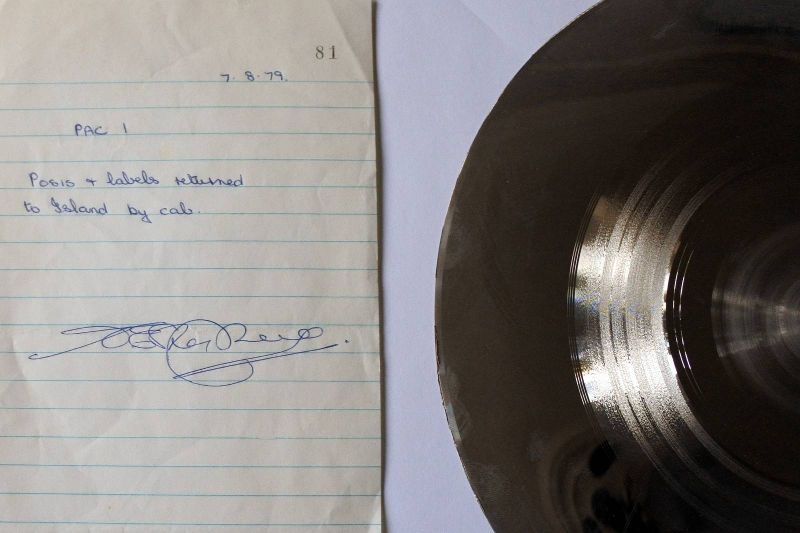 81
7.8.79.
PAC 1
Posis + labels returned
to Island by cab.